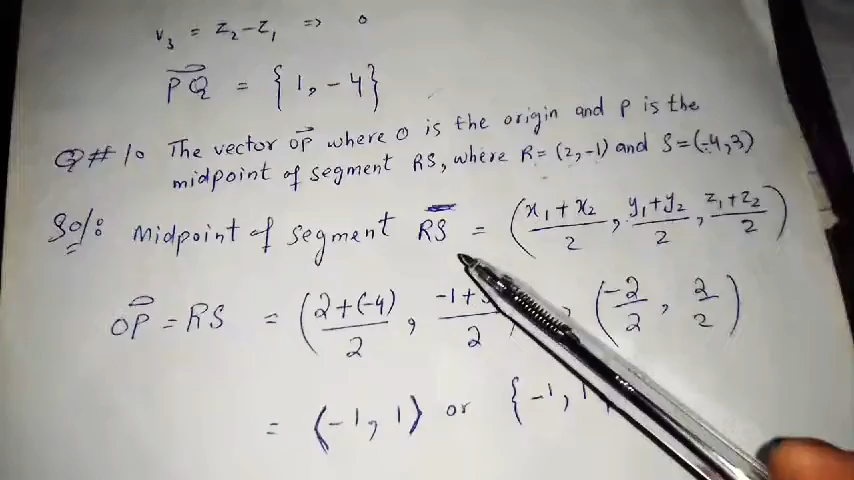 v₃ = z₂-z₁ => 0
PQ = {1, -4}
Q#10 The vector OP where O is the origin and P is the
midpoint of segment RS, where R=(2,-1) and S=(-4,3)
Sol: Midpoint of segment RS = (x₁+x₂/2, y₁+y₂/2, z₁+z₂/2)
OP = RS = (2+(-4)/2, -1+ /2) (-2/2, 2/2)
= (-1, 1) or {-1, 1